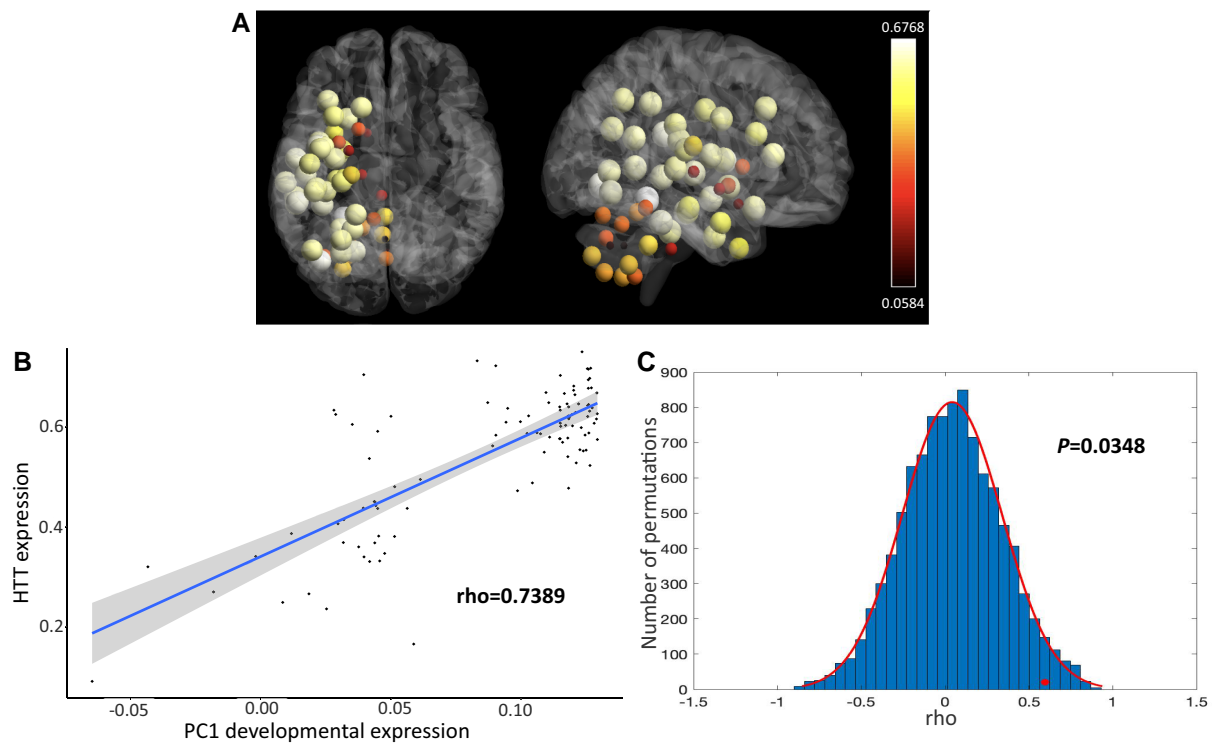 A
0.6768
0.0584
B
HTT expression
0.6
0.4
0.2
rho=0.7389
-0.05
0.00
0.05
0.10
PC1 developmental expression
C
Number of permutations
900
800
700
600
500
400
300
200
100
0
P=0.0348
-1.5
-1
-0.5
0
0.5
1
1.5
rho